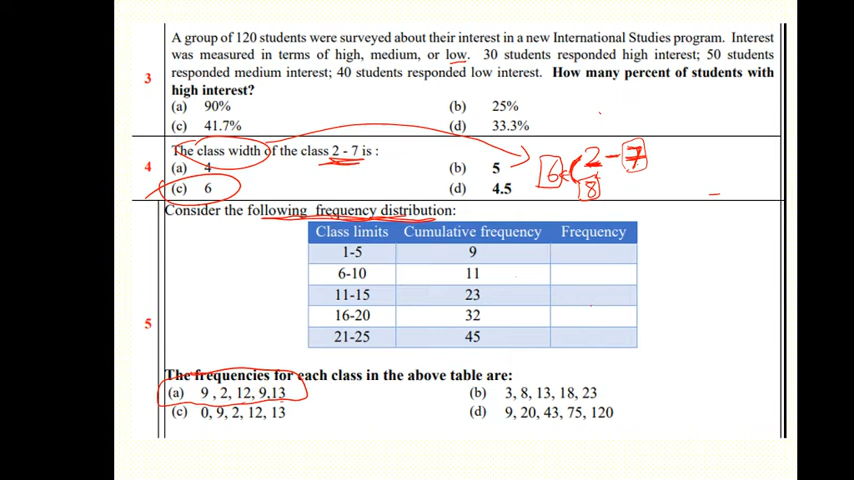 A group of 120 students were surveyed about their interest in a new International Studies program. Interest
was measured in terms of high, medium, or low. 30 students responded high interest; 50 students
responded medium interest; 40 students responded low interest. How many percent of students with
high interest?
3
(a) 90% (b) 25%
(c) 41.7% (d) 33.3%
The class width of the class 2 - 7 is :
4
(a) 4 (b) 5
(c) 6 (d) 4.5
6 2 - 7
8
Consider the following frequency distribution:
Class limits Cumulative frequency Frequency
1-5 9
6-10 11
11-15 23
16-20 32
21-25 45
5
The frequencies for each class in the above table are:
(a) 9 , 2, 12, 9,13 (b) 3, 8, 13, 18, 23
(c) 0, 9, 2, 12, 13 (d) 9, 20, 43, 75, 120